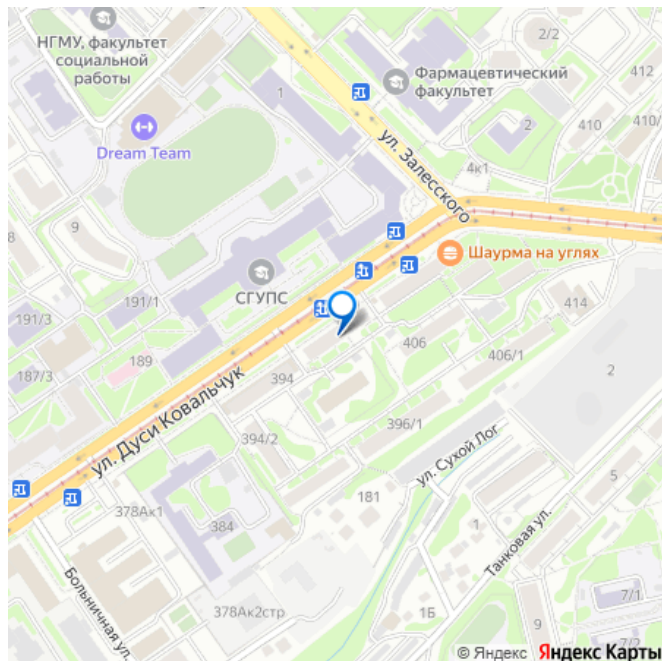 НГМУ, факультет
социальной
работы
2/2
412
Фармацевтический
факультет
1
2
410
410/
Dream Team
ул. Залесского
4к1
9
Шаурма на углях
СГУПС
191/1
191/3
414
189
406
406/1
187/3
394
2
ул. Дуси Ковальчук
396/1
394/2
ул. Сухой Лог
181
5
378Ак1
384
1
Танковая ул.
Больничная ул.
378Ак2стр
1Б
9
7/1
7/2
© Яндекс Яндекс Карты